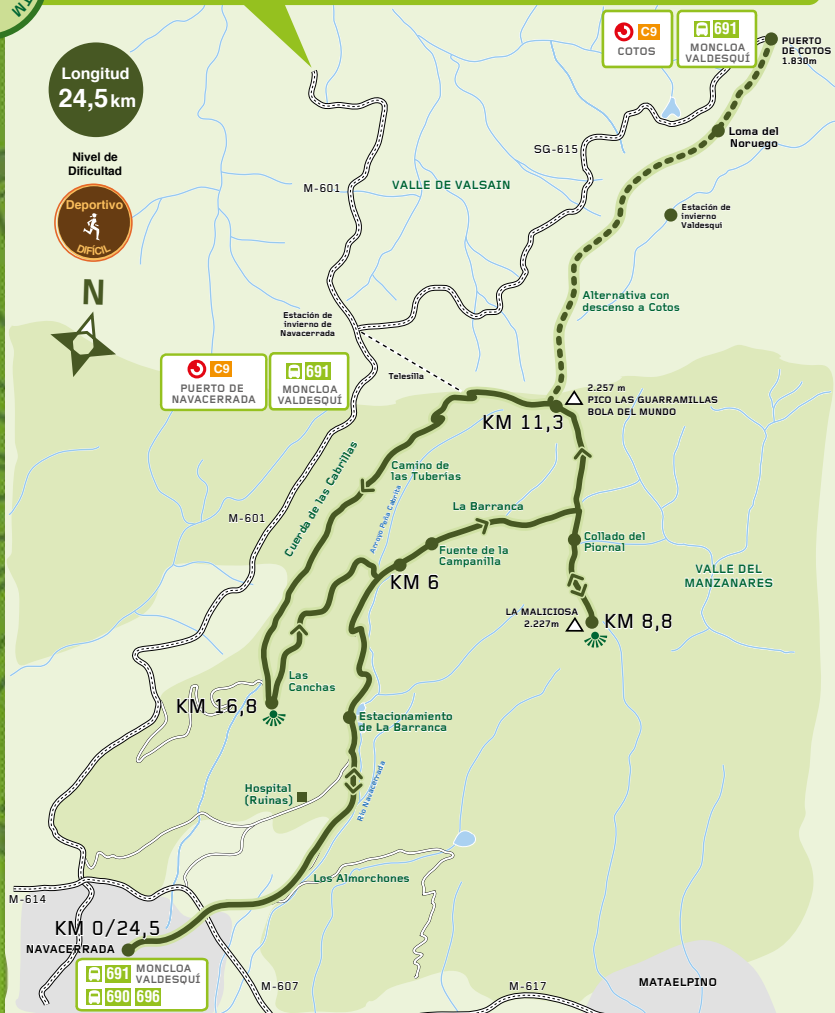 TM
Longitud
24,5 km
Nivel de
Dificultad
Deportivo
DIFÍCIL
N
C9
COTOS
691
MONCLOA
VALDESQUÍ
PUERTO
DE COTOS
1.830m
Loma del
Noruego
SG-615
M-601
VALLE DE VALSAIN
Estación de
invierno
Valdesquí
Alternativa con
descenso a Cotos
Estación de
invierno de
Navacerrada
Telesilla
C9
PUERTO DE
NAVACERRADA
691
MONCLOA
VALDESQUÍ
2.257 m
PICO LAS GUARRAMILLAS
BOLA DEL MUNDO
KM 11,3
Cuerda de las Cabrillas
Camino de
las Tuberías
Arroyo Peña Cabrita
La Barranca
M-601
Fuente de la
Campanilla
Collado del
Piornal
KM 6
VALLE DEL
MANZANARES
LA MALICIOSA
2.227m
KM 8,8
Las
Canchas
KM 16,8
Estacionamiento
de La Barranca
Hospital
(Ruinas)
Río Navacerrada
Los Almorchones
M-614
KM 0/24,5
NAVACERRADA
691 MONCLOA
VALDESQUÍ
690 696
M-607
M-617
MATAELPINO